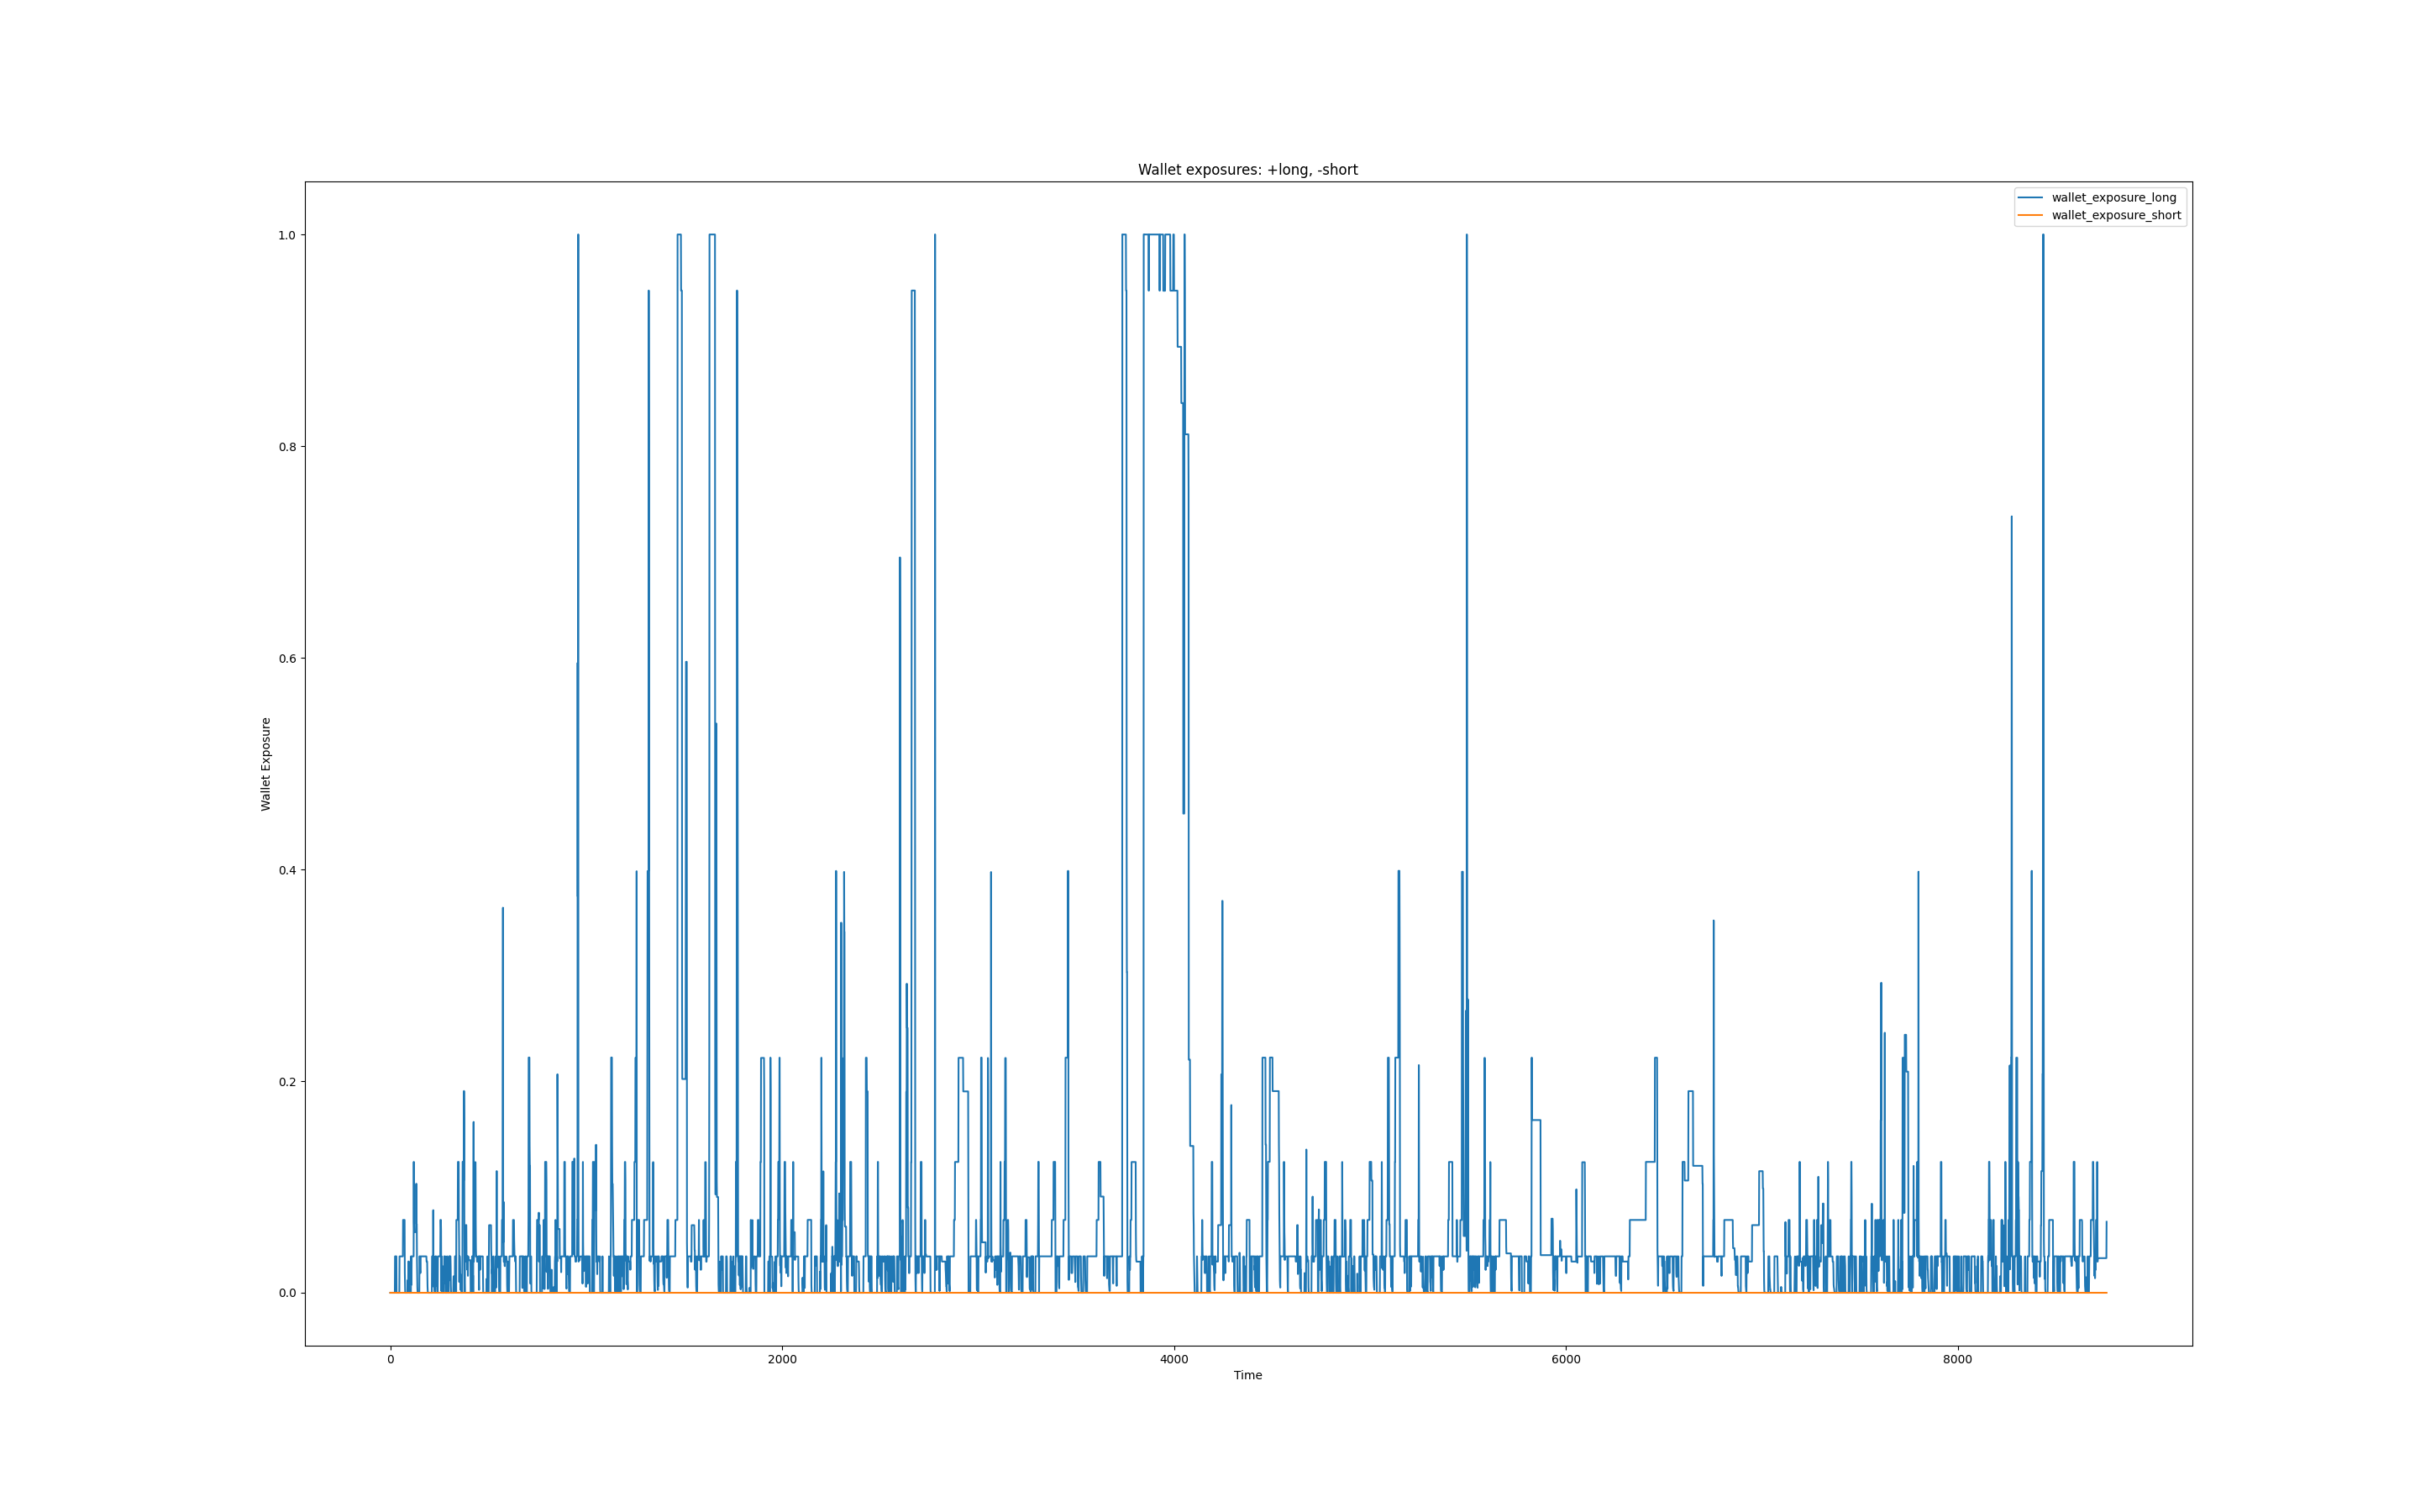 Wallet exposures: +long, -short
wallet_exposure_long
wallet_exposure_short
1.0
0.8
0.6
0.4
0.2
0.0
Wallet Exposure
0 2000 4000 6000 8000
Time